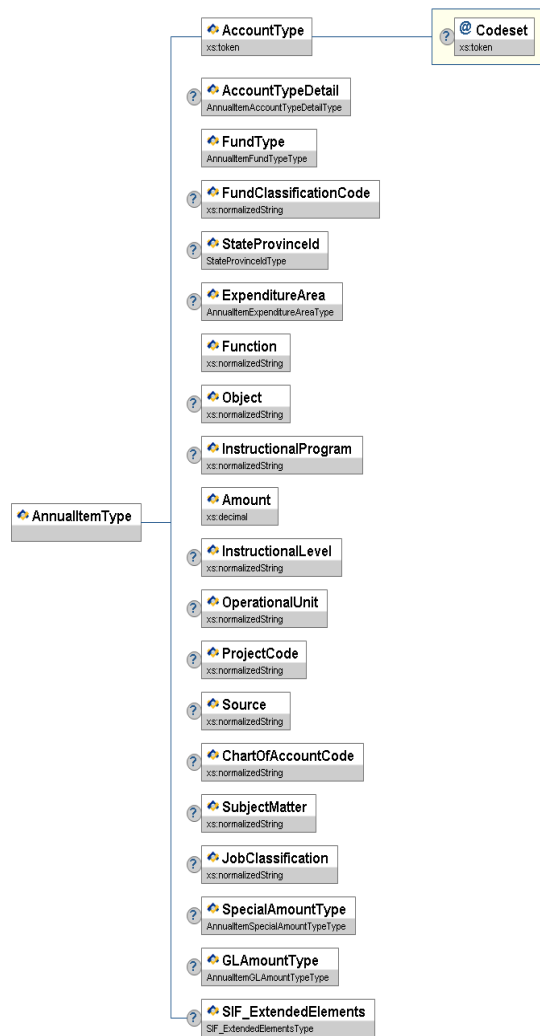 AccountType
xs:token
?
@ Codeset
xs:token
?
AccountTypeDetail
AnnualItemAccountTypeDetailType
FundType
AnnualItemFundTypeType
?
FundClassificationCode
xs:normalizedString
?
StateProvinceId
StateProvinceIdType
?
ExpenditureArea
AnnualItemExpenditureAreaType
Function
xs:normalizedString
?
Object
xs:normalizedString
?
InstructionalProgram
xs:normalizedString
AnnualItemType
Amount
xs:decimal
?
InstructionalLevel
xs:normalizedString
?
OperationalUnit
xs:normalizedString
?
ProjectCode
xs:normalizedString
?
Source
xs:normalizedString
?
ChartOfAccountCode
xs:normalizedString
?
SubjectMatter
xs:normalizedString
?
JobClassification
xs:normalizedString
?
SpecialAmountType
AnnualItemSpecialAmountTypeType
?
GLAmountType
AnnualItemGLAmountTypeType
?
SIF_ExtendedElements
SIF_ExtendedElementsType